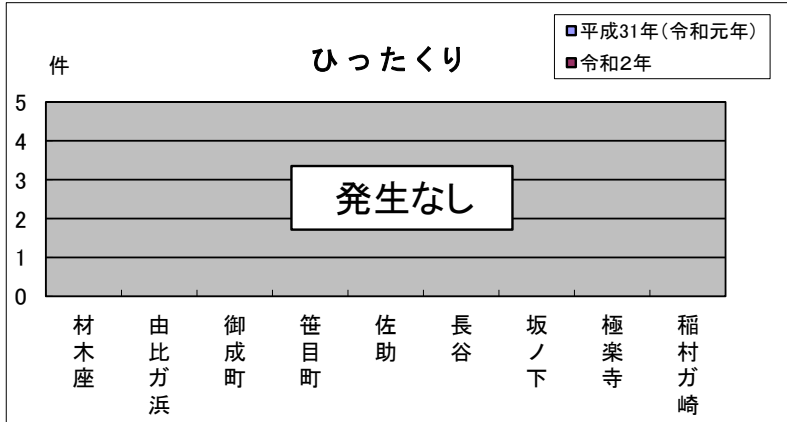 ひったくり
■平成31年(令和元年)
■令和2年
件
5
4
3
2
1
0
発生なし
材木座
由比ガ浜
御成町
笹目町
佐助
長谷
坂ノ下
極楽寺
稲村ガ崎